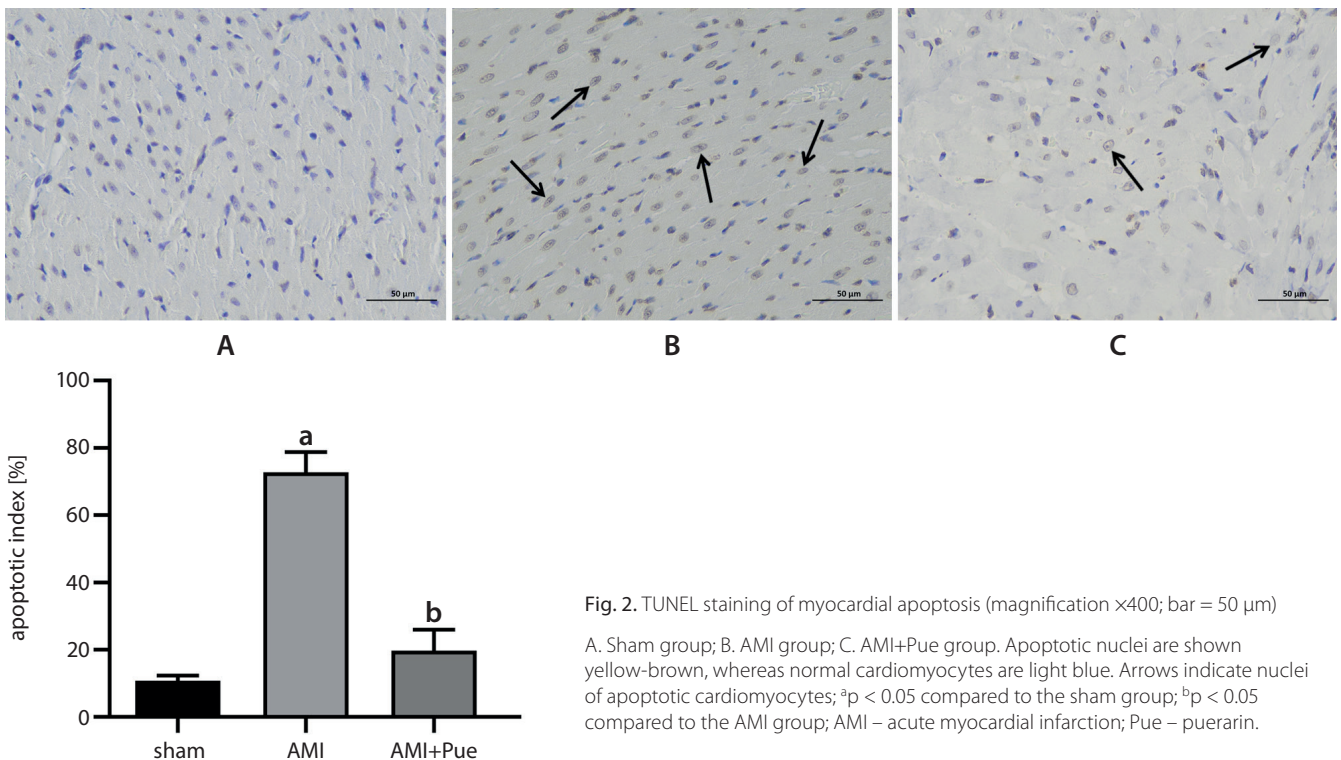 50 µm
50 µm
50 µm
A
B
C
apoptotic index [%]
100
80
60
40
20
0
a
b
sham
AMI
AMI+Pue
Fig. 2. TUNEL staining of myocardial apoptosis (magnification ×400; bar = 50 µm)
A. Sham group; B. AMI group; C. AMI+Pue group. Apoptotic nuclei are shown
yellow-brown, whereas normal cardiomyocytes are light blue. Arrows indicate nuclei
of apoptotic cardiomyocytes; ᵃp < 0.05 compared to the sham group; ᵇp < 0.05
compared to the AMI group; AMI – acute myocardial infarction; Pue – puerarin.